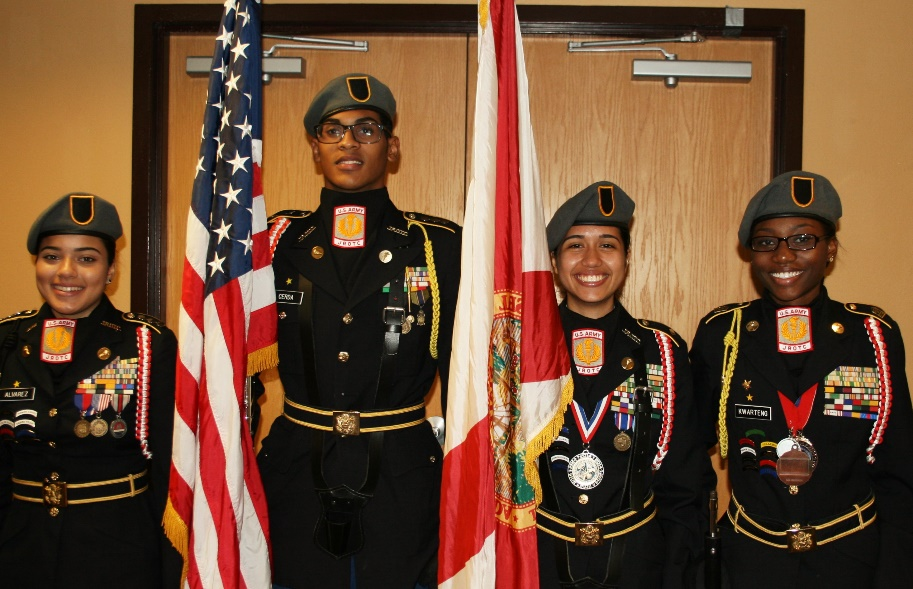 U.S. ARMY
JROTC
ALVAREZ
U.S. ARMY
JROTC
CERDA
U.S. ARMY
JROTC
U.S. ARMY
JROTC
KWARTENG